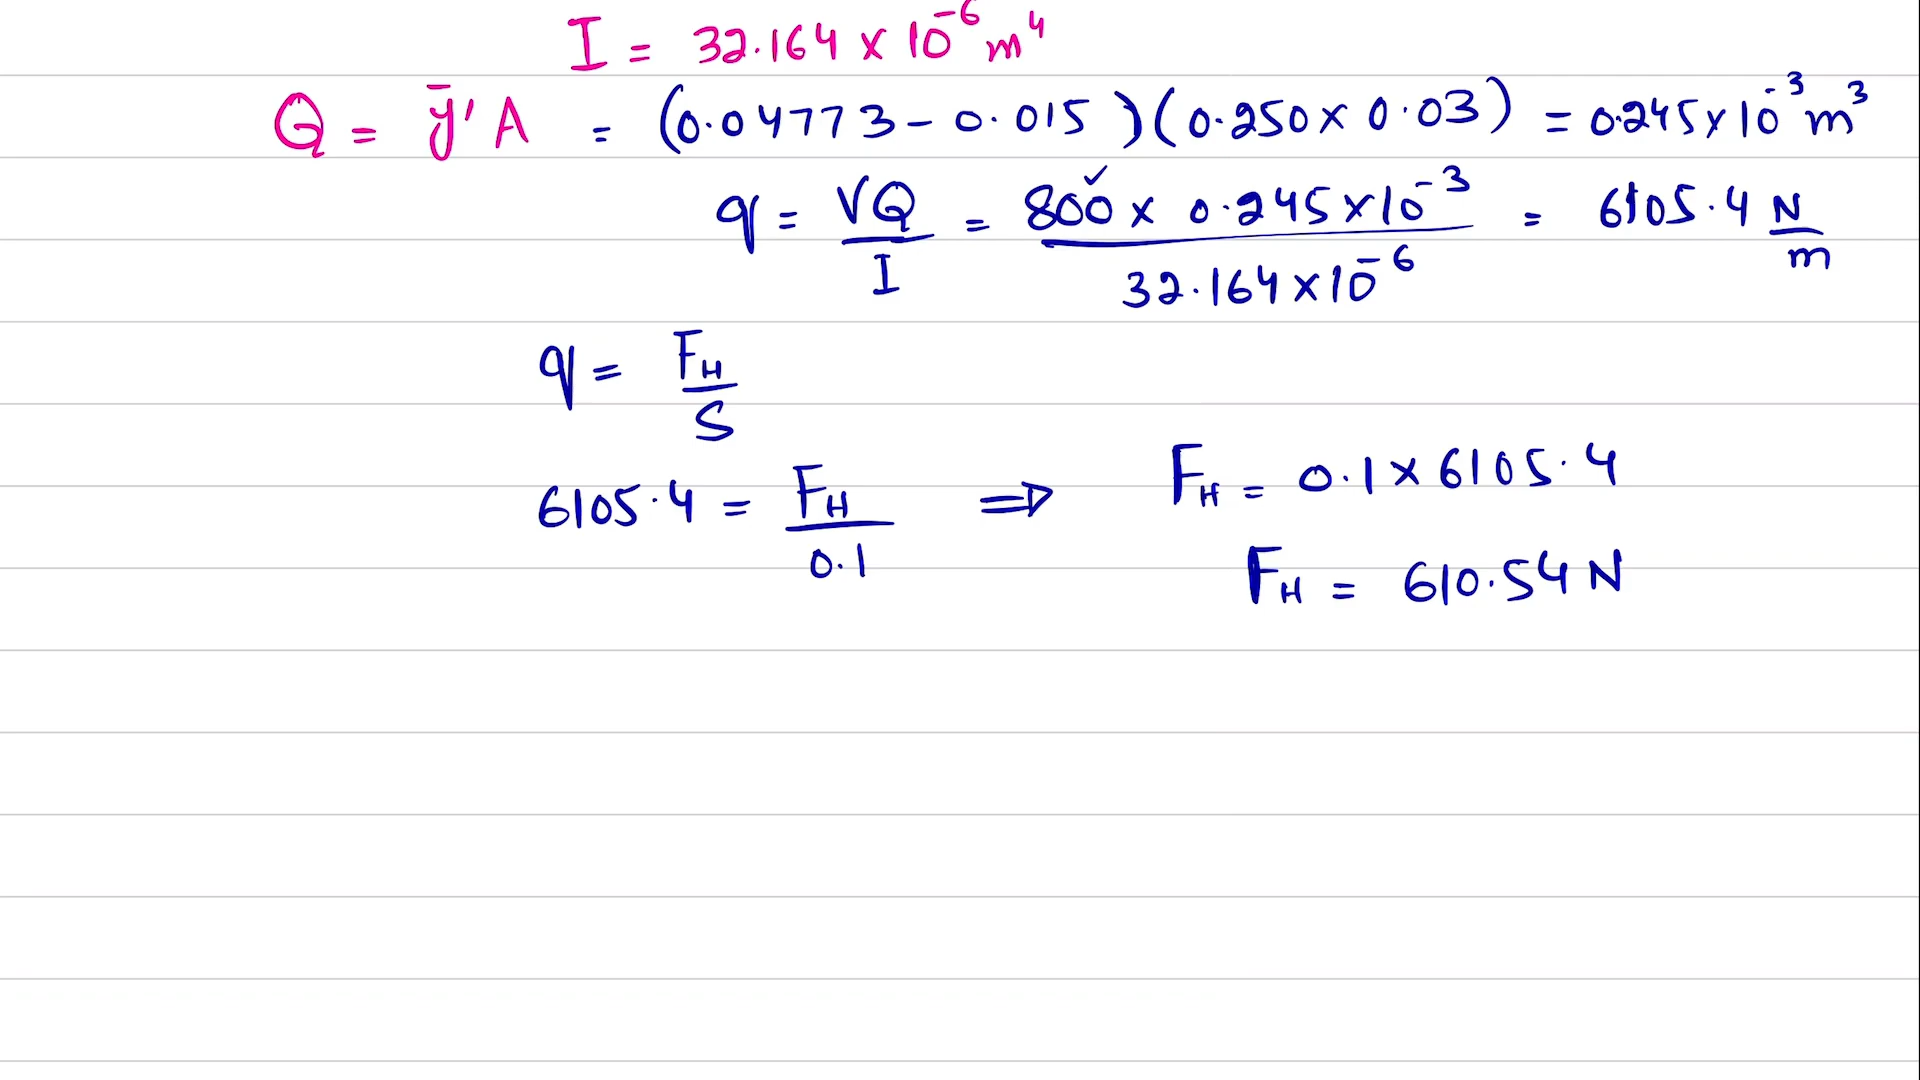 I = 32.164 x 10⁻⁶ m⁴
Q = ȳ'A = (0.04773 - 0.015)(0.250 x 0.03) = 0.245 x 10⁻³ m³
q = VQ/I = 800 x 0.245 x 10⁻³ / 32.164 x 10⁻⁶ = 6105.4 N/m
q = F_H/S
6105.4 = F_H/0.1 ⇒ F_H = 0.1 x 6105.4
F_H = 610.54 N